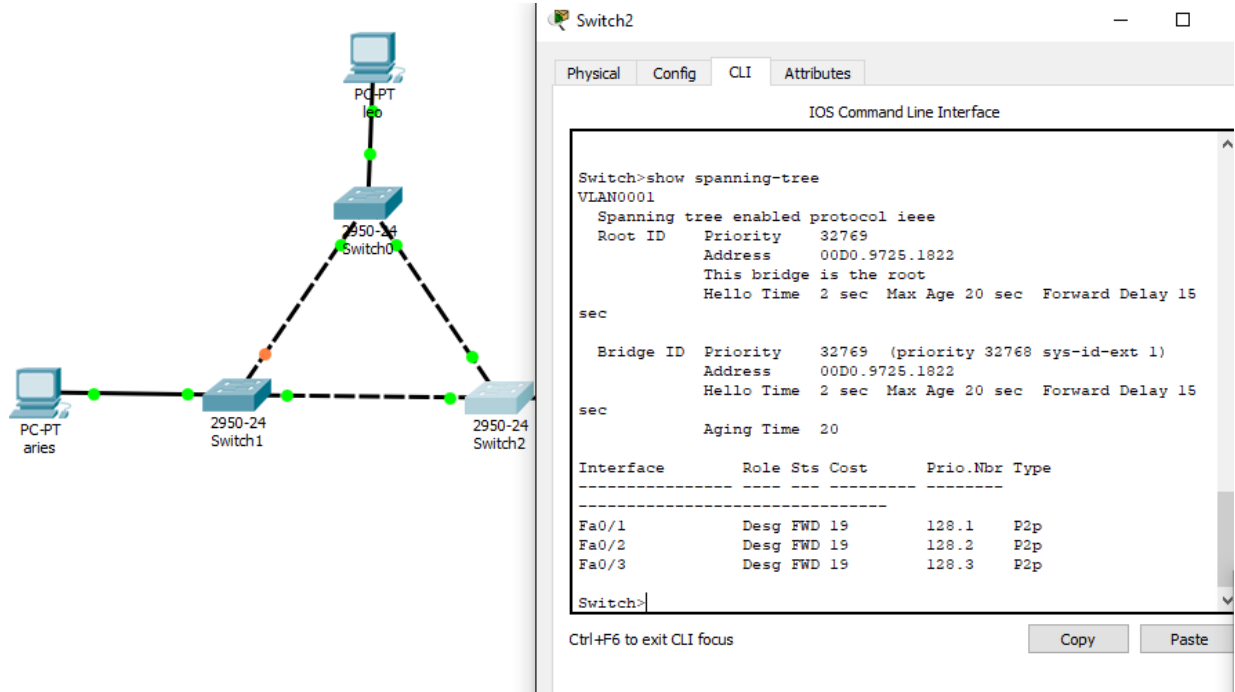 PC-PT
leo
2950-24
Switch0
PC-PT
aries
2950-24
Switch1
2950-24
Switch2
Switch2
Physical Config CLI Attributes
IOS Command Line Interface
Switch>show spanning-tree
VLAN0001
Spanning tree enabled protocol ieee
Root ID Priority 32769
Address 00D0.9725.1822
This bridge is the root
Hello Time 2 sec Max Age 20 sec Forward Delay 15
sec
Bridge ID Priority 32769 (priority 32768 sys-id-ext 1)
Address 00D0.9725.1822
Hello Time 2 sec Max Age 20 sec Forward Delay 15
sec
Aging Time 20
Interface Role Sts Cost Prio.Nbr Type
---------------- ---- --- --------- --------
--------------------------------
Fa0/1 Desg FWD 19 128.1 P2p
Fa0/2 Desg FWD 19 128.2 P2p
Fa0/3 Desg FWD 19 128.3 P2p
Switch>
Ctrl+F6 to exit CLI focus
Copy Paste